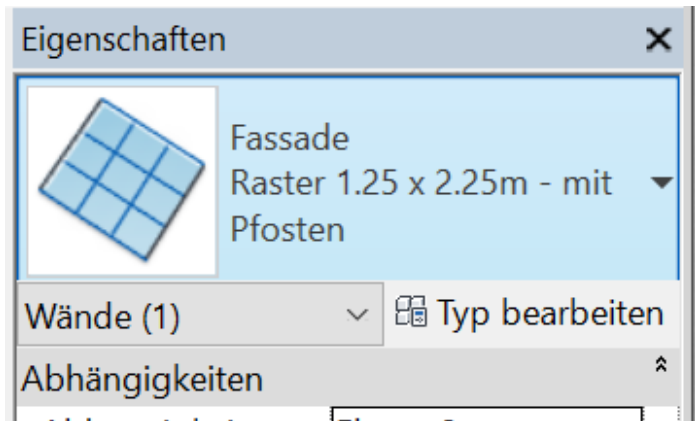 Eigenschaften
Fassade
Raster 1.25 x 2.25m - mit
Pfosten
Wände (1)
Typ bearbeiten
Abhängigkeiten